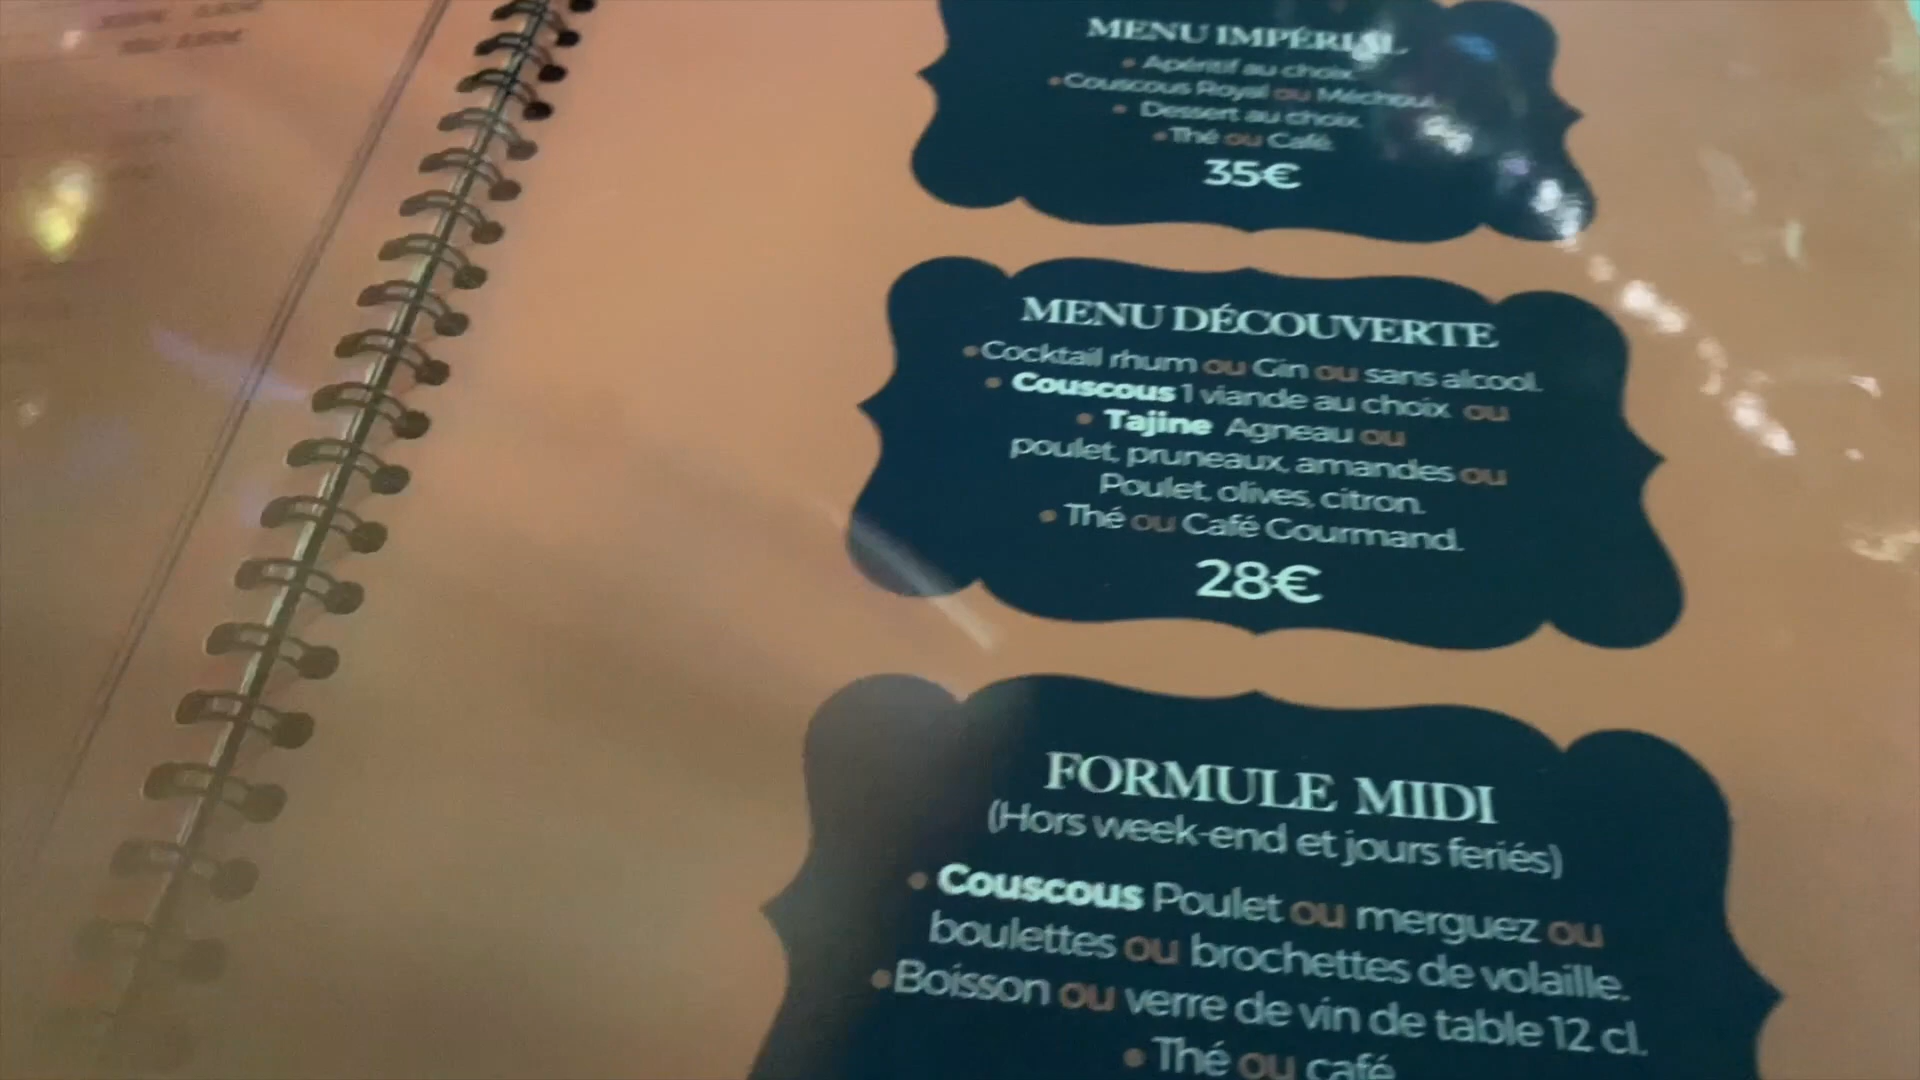 MENU IMPÉRIAL
• Apéritif au choix.
• Couscous Royal ou Méchoui.
• Dessert au choix.
• Thé ou Café.
35€
MENU DÉCOUVERTE
• Cocktail rhum ou Gin ou sans alcool.
• Couscous 1 viande au choix ou
• Tajine Agneau ou
poulet, pruneaux, amandes ou
Poulet, olives, citron.
• Thé ou Café Gourmand.
28€
FORMULE MIDI
(Hors week-end et jours feriés)
• Couscous Poulet ou merguez ou
boulettes ou brochettes de volaille.
• Boisson ou verre de vin de table 12 cl.
• Thé ou café